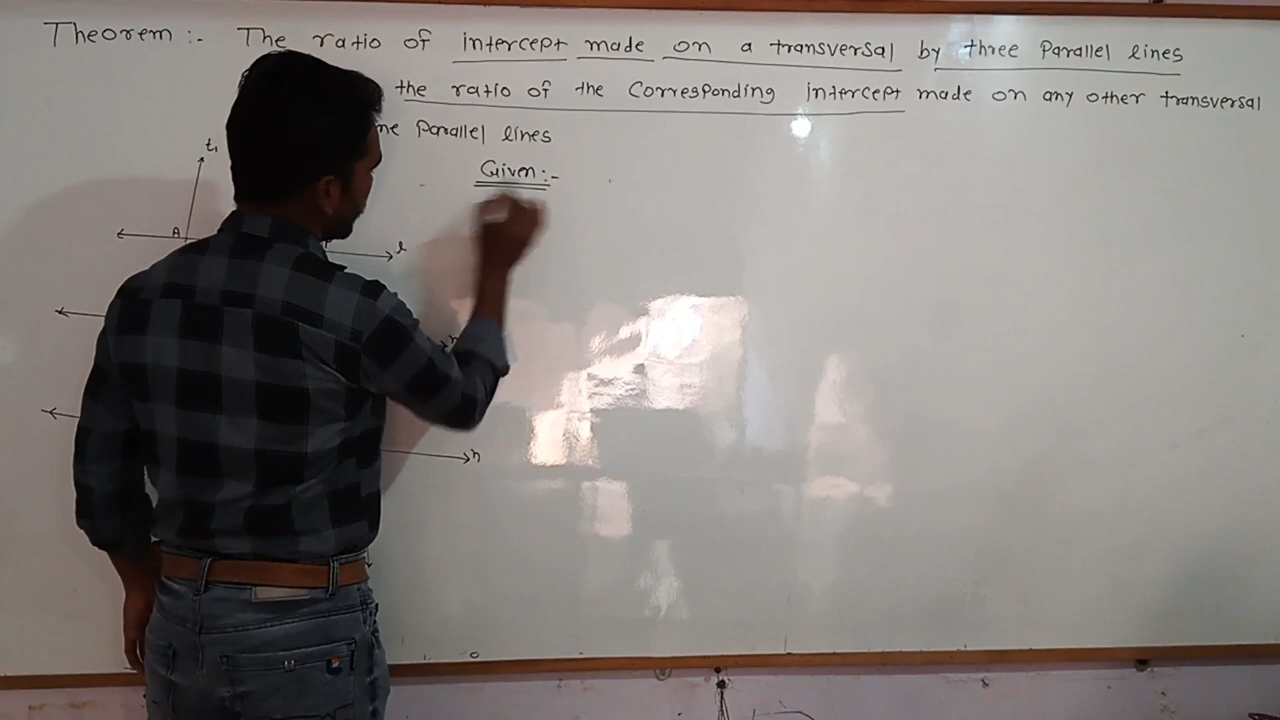 Theorem :- The ratio of intercept made on a transversal by three Parallel lines
the ratio of the Corresponding intercept made on any other transversal
Parallel lines
t₁
Given :-
A
l
n